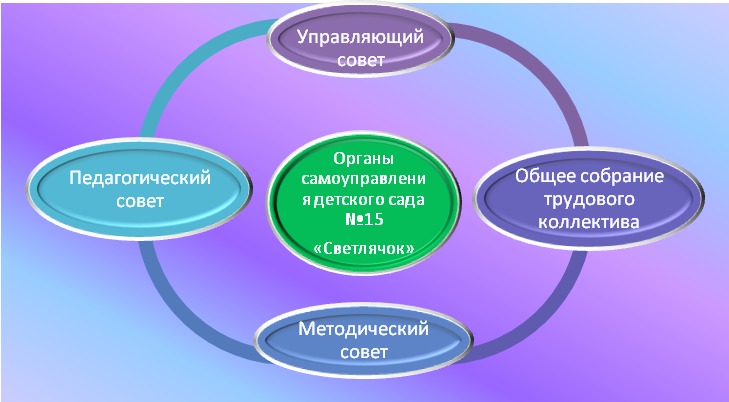 Управляющий
совет
Педагогический
совет
Органы
самоуправлени
я детского сада
№15
«Светлячок»
Общее собрание
трудового
коллектива
Методический
совет